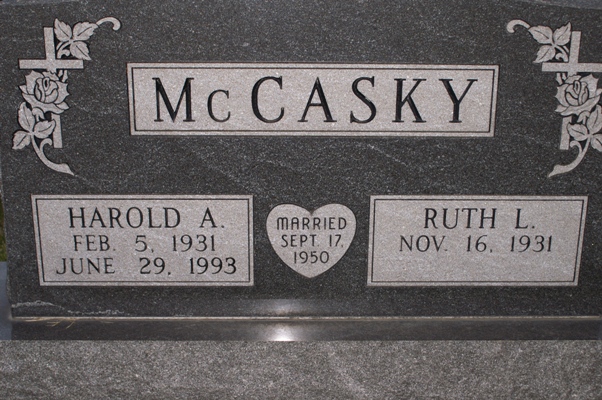 McCASKY
HAROLD A.
FEB. 5, 1931
JUNE 29, 1993
MARRIED
SEPT. 17,
1950
RUTH L.
NOV. 16, 1931